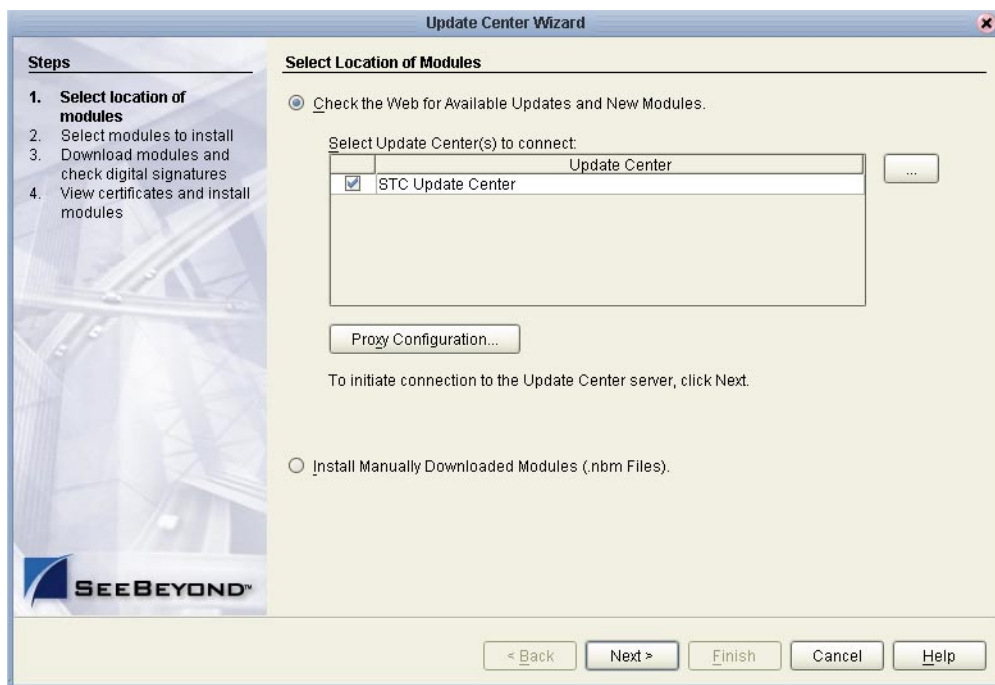 Update Center Wizard
Steps
1. Select location of
modules
2. Select modules to install
3. Download modules and
check digital signatures
4. View certificates and install
modules
SEEBEYOND™
Select Location of Modules
Check the Web for Available Updates and New Modules.
Select Update Center(s) to connect:
Update Center
STC Update Center
...
Proxy Configuration...
To initiate connection to the Update Center server, click Next.
Install Manually Downloaded Modules (.nbm Files).
< Back
Next >
Finish
Cancel
Help